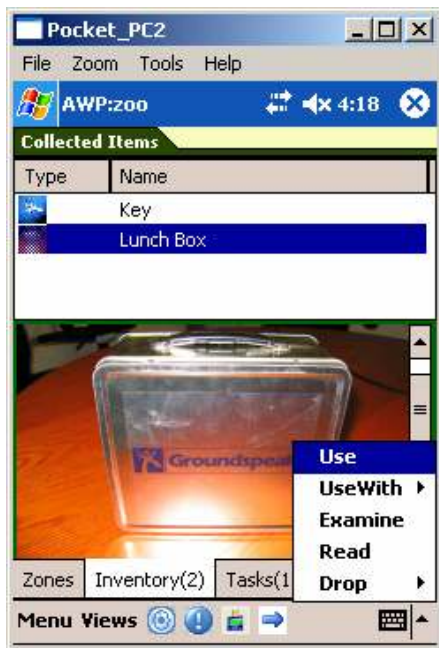 Pocket_PC2
File Zoom Tools Help
AWP:zoo 4:18
Collected Items
Type Name
Key
Lunch Box
Groundspeak
Use
UseWith
Examine
Read
Drop
Zones Inventory(2) Tasks(1
Menu Views